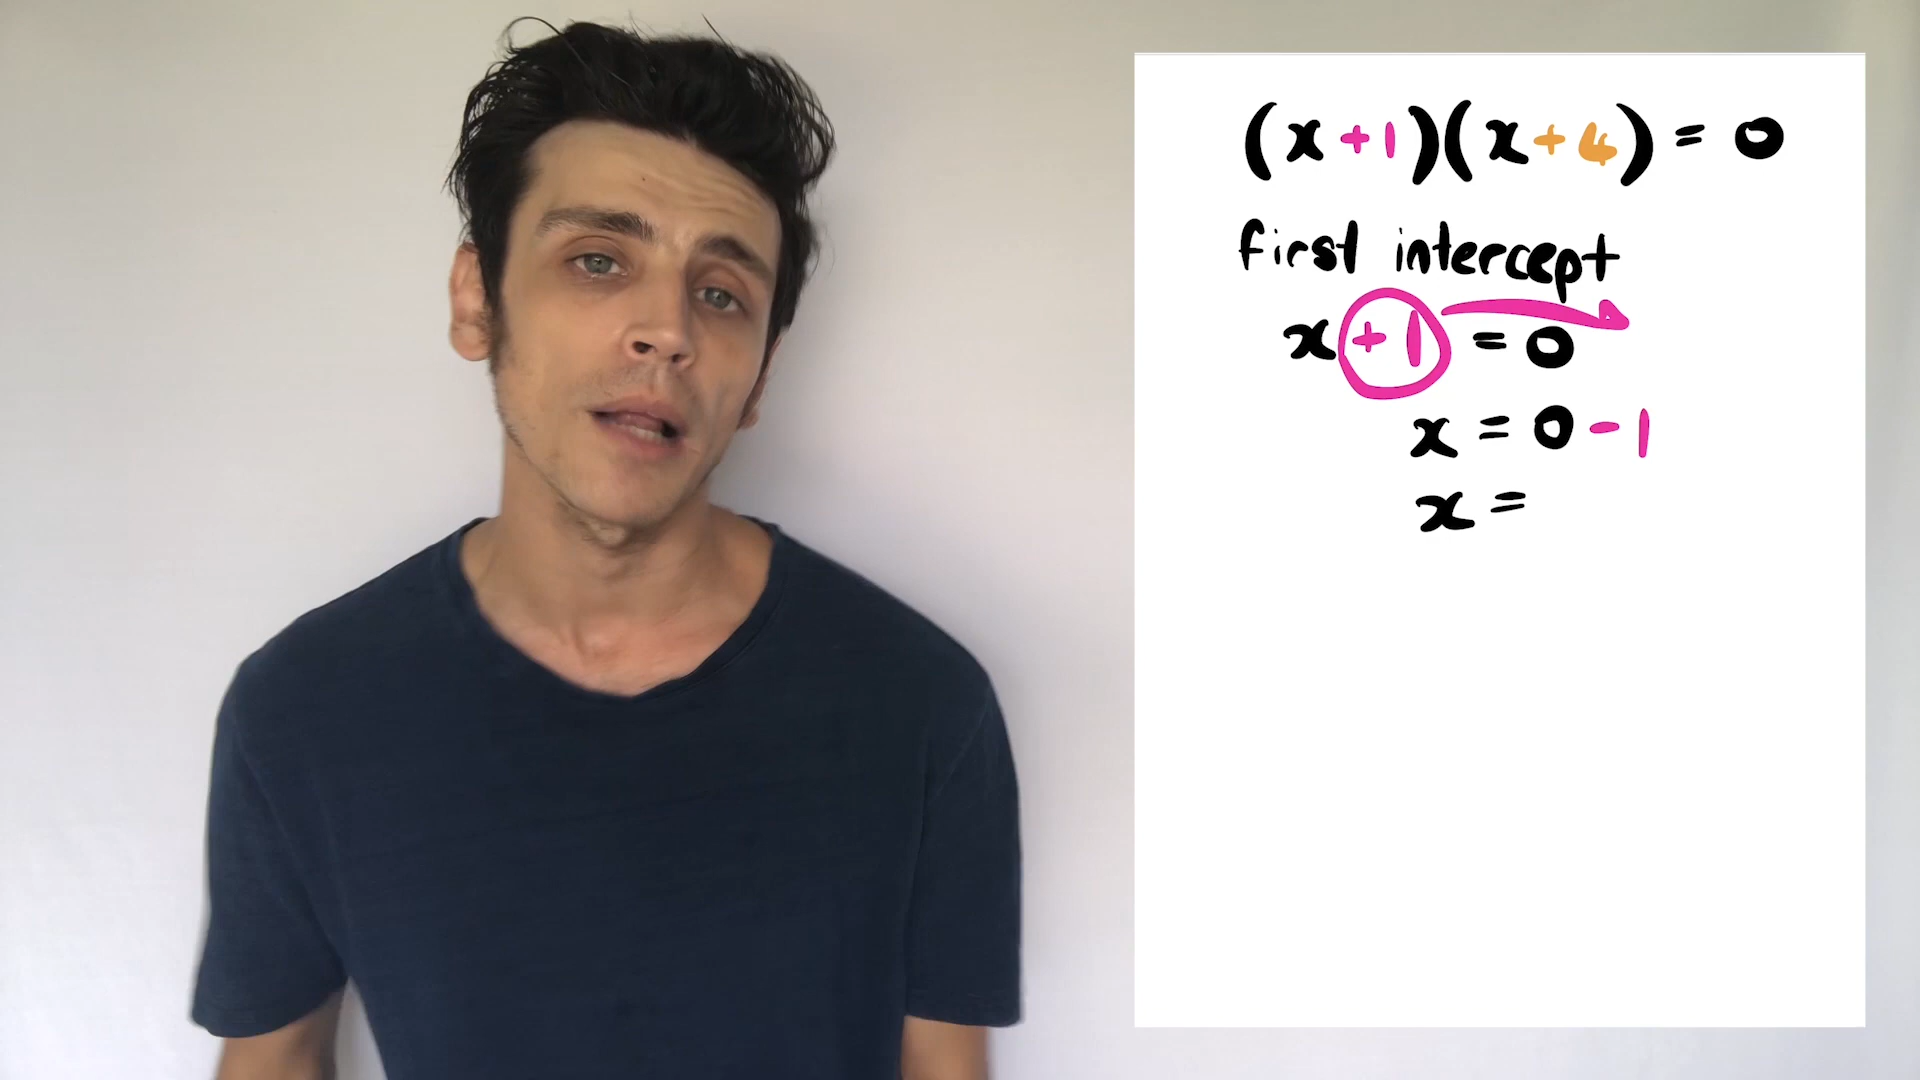 (x+1)(x+4) = 0
first intercept
x+1 = 0
x = 0-1
x =